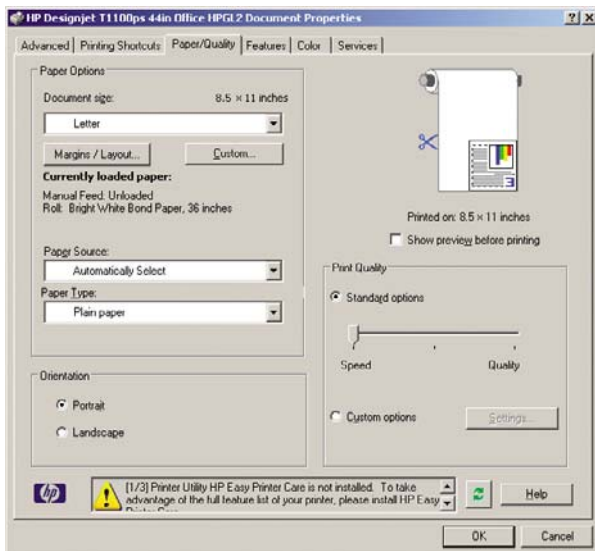 HP Designjet T1100ps 44in Office HPGL2 Document Properties
Advanced
Printing Shortcuts
Paper/Quality
Features
Color
Services
Paper Options
Document size: 8.5 × 11 inches
Letter
Margins / Layout...
Custom...
Currently loaded paper:
Manual Feed: Unloaded
Roll: Bright White Bond Paper, 36 inches
Paper Source:
Automatically Select
Paper Type:
Plain paper
Orientation
Portrait
Landscape
3
Printed on: 8.5 × 11 inches
Show preview before printing
Print Quality
Standard options
Speed Quality
Custom options
Settings...
hp
[1/3] Printer Utility HP Easy Printer Care is not installed. To take
advantage of the full feature list of your printer, please install HP Easy
Printer Care
Help
OK
Cancel